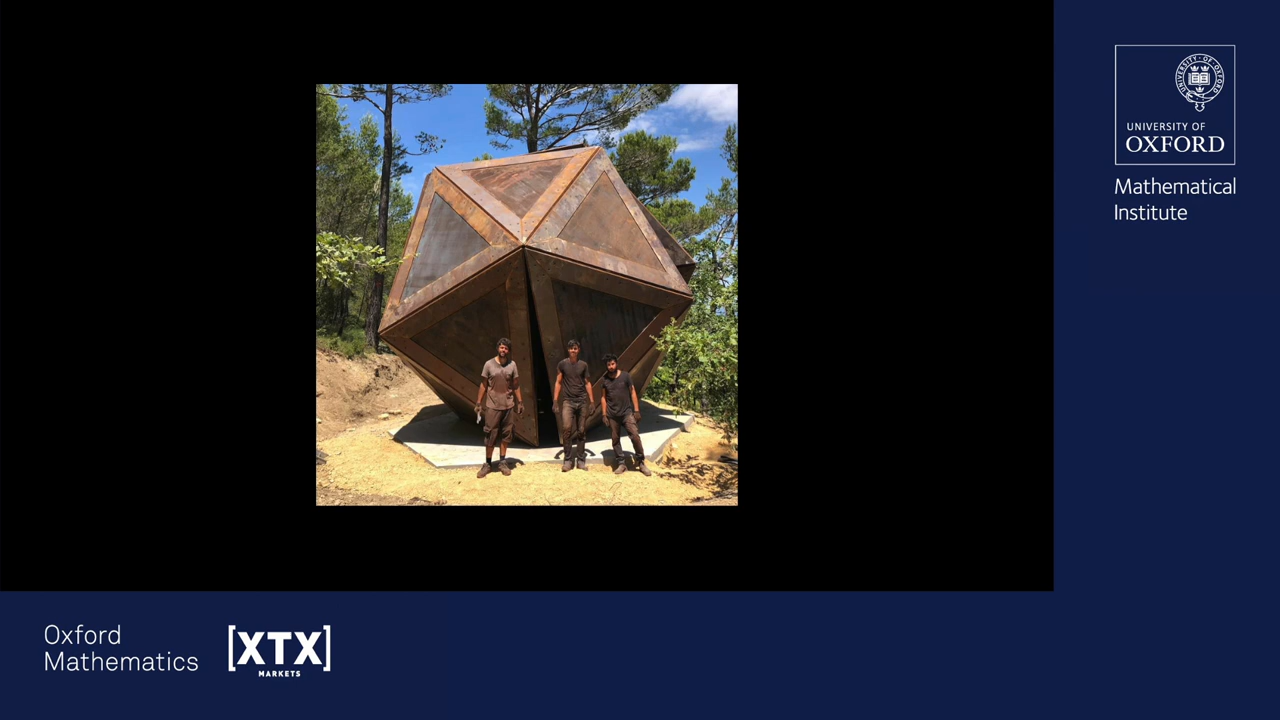 UNIVERSITY OF
OXFORD
Mathematical
Institute
Oxford
Mathematics
[XTX]
MARKETS